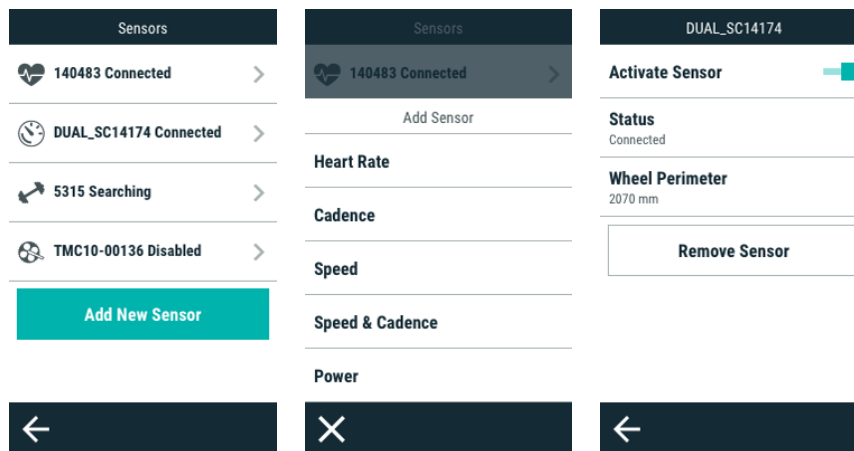 Sensors
140483 Connected
DUAL_SC14174 Connected
5315 Searching
TMC10-00136 Disabled
Add New Sensor
Sensors
140483 Connected
Add Sensor
Heart Rate
Cadence
Speed
Speed & Cadence
Power
DUAL_SC14174
Activate Sensor
Status
Connected
Wheel Perimeter
2070 mm
Remove Sensor